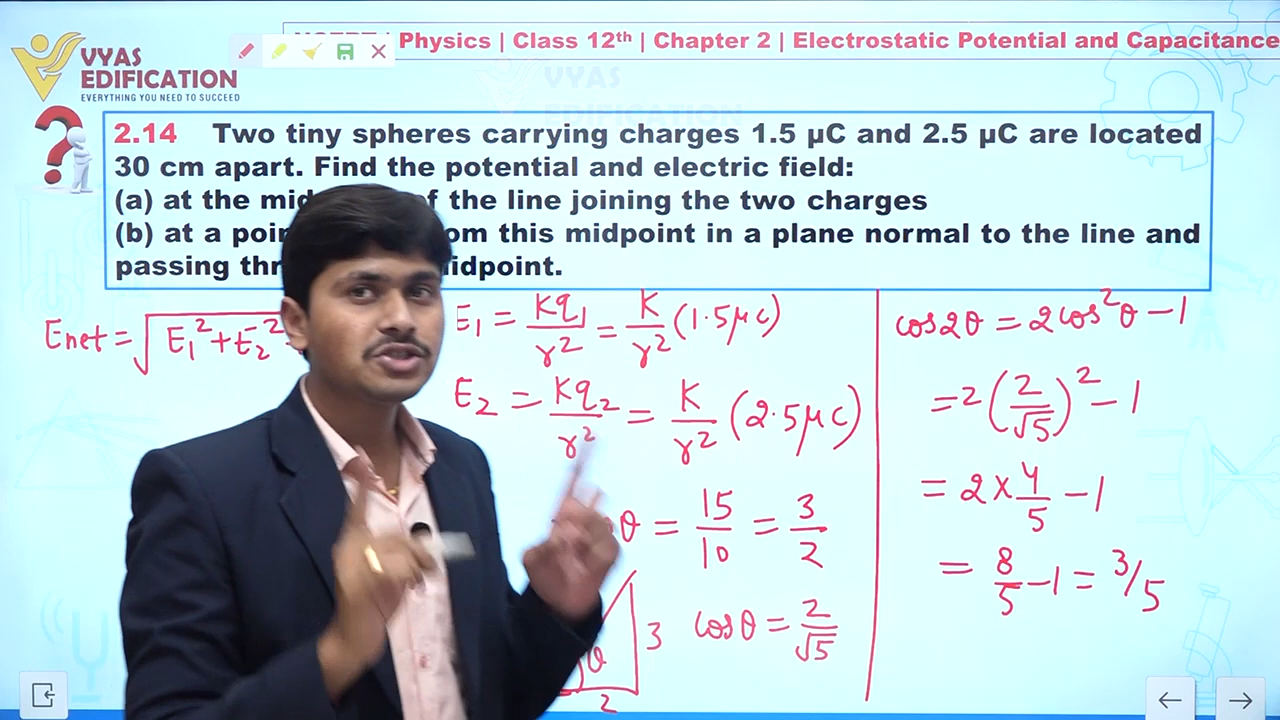 VYAS
EDIFICATION
EVERYTHING YOU NEED TO SUCCEED
| Physics | Class 12th | Chapter 2 | Electrostatic Potential and Capacitance
VYAS
EDIFICATION
2.14 Two tiny spheres carrying charges 1.5 µC and 2.5 µC are located
30 cm apart. Find the potential and electric field:
(a) at the of the line joining the two charges
(b) at a this midpoint in a plane normal to the line and
passing
Enet = √E₁² + E₂²
E₁ = Kq₁/r² = K/r² (1.5µc)
E₂ = Kq₂/r² = K/r² (2.5µc)
θ = 15/10 = 3/2
3
θ
2
cosθ = 2/√5
cos2θ = 2cos²θ - 1
= 2(2/√5)² - 1
= 2 × 4/5 - 1
= 8/5 - 1 = 3/5